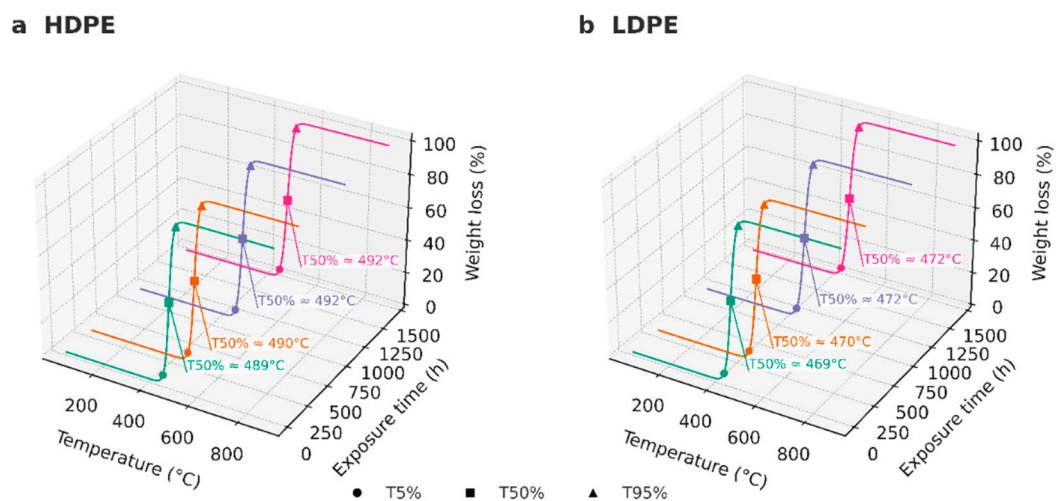 a HDPE
b LDPE
100
80
60
40
20
0
Weight loss (%)
T50% ≈ 492°C
T50% ≈ 492°C
T50% ≈ 490°C
T50% ≈ 489°C
200
400
600
800
Temperature (°C)
0
250
500
750
1000
1250
1500
Exposure time (h)
100
80
60
40
20
0
Weight loss (%)
T50% ≈ 472°C
T50% ≈ 472°C
T50% ≈ 470°C
T50% ≈ 469°C
200
400
600
800
Temperature (°C)
0
250
500
750
1000
1250
1500
Exposure time (h)
T5% T50% T95%